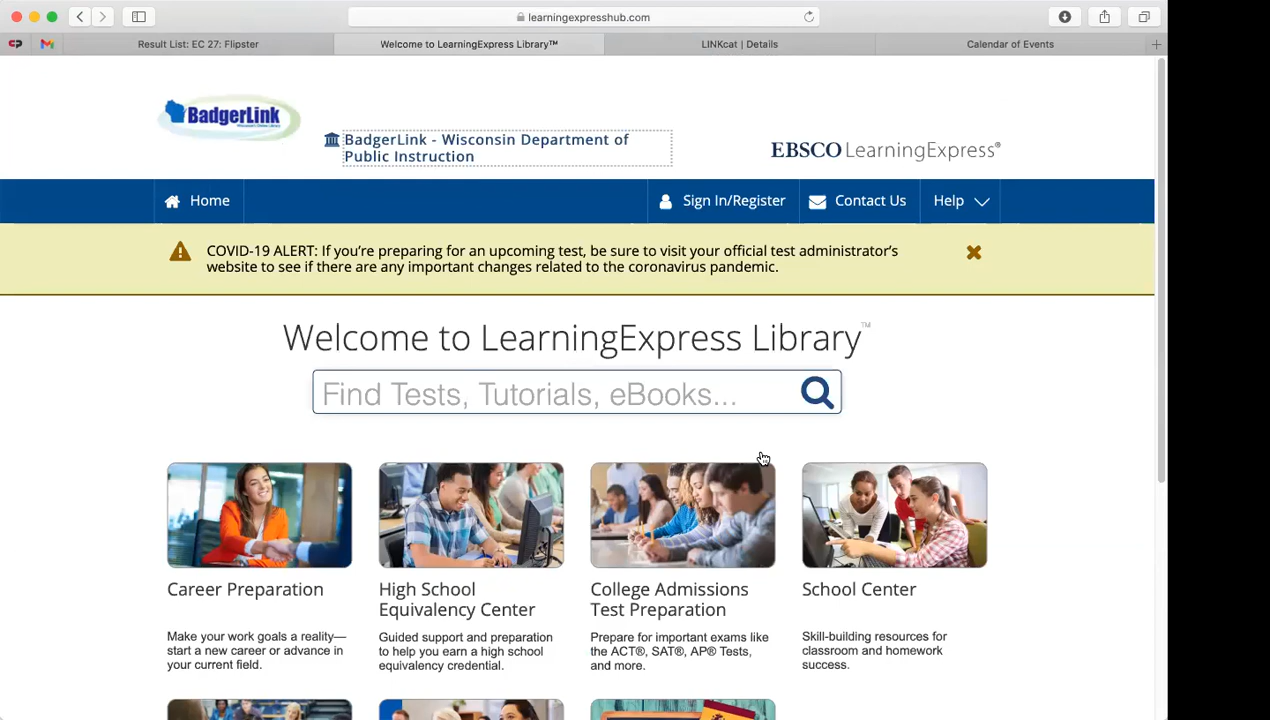 learningexpresshub.com
Result List: EC 27: Flipster
Welcome to LearningExpress Library™
LINKcat | Details
Calendar of Events
BadgerLink
BadgerLink - Wisconsin Department of
Public Instruction
EBSCO LearningExpress®
Home
Sign In/Register
Contact Us
Help
COVID-19 ALERT: If you're preparing for an upcoming test, be sure to visit your official test administrator's
website to see if there are any important changes related to the coronavirus pandemic.
Welcome to LearningExpress Library™
Find Tests, Tutorials, eBooks...
Career Preparation
Make your work goals a reality—
start a new career or advance in
your current field.
High School
Equivalency Center
Guided support and preparation
to help you earn a high school
equivalency credential.
College Admissions
Test Preparation
Prepare for important exams like
the ACT®, SAT®, AP® Tests,
and more.
School Center
Skill-building resources for
classroom and homework
success.